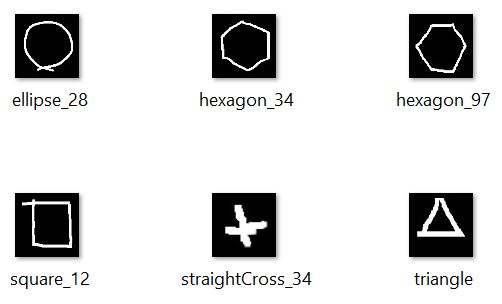 ellipse_28
hexagon_34
hexagon_97
square_12
straightCross_34
triangle